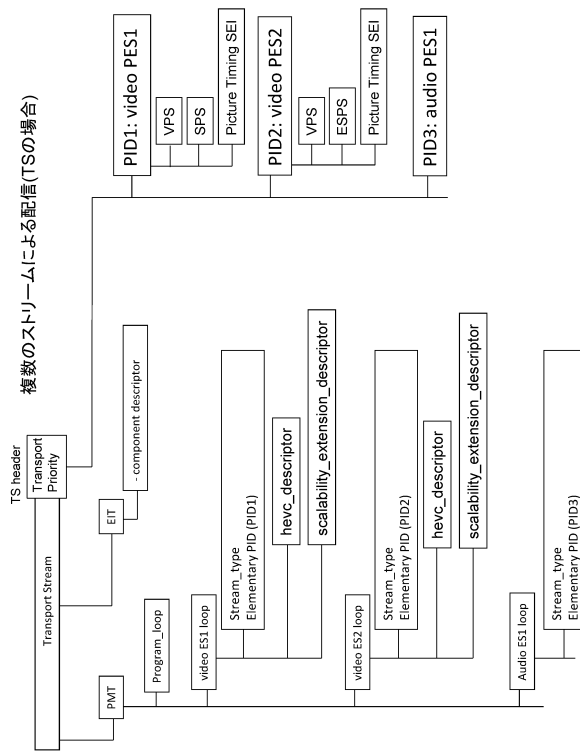 複数のストリームによる配信(TSの場合)
TS header
Transport Stream
Transport
Priority
PMT
EIT
- component descriptor
Program_loop
video ES1 loop
Stream_type
Elementary PID (PID1)
hevc_descriptor
scalability_extension_descriptor
video ES2 loop
Stream_type
Elementary PID (PID2)
hevc_descriptor
scalability_extension_descriptor
Audio ES1 loop
Stream_type
Elementary PID (PID3)
PID1: video PES1
VPS
SPS
Picture Timing SEI
PID2: video PES2
VPS
ESPS
Picture Timing SEI
PID3: audio PES1